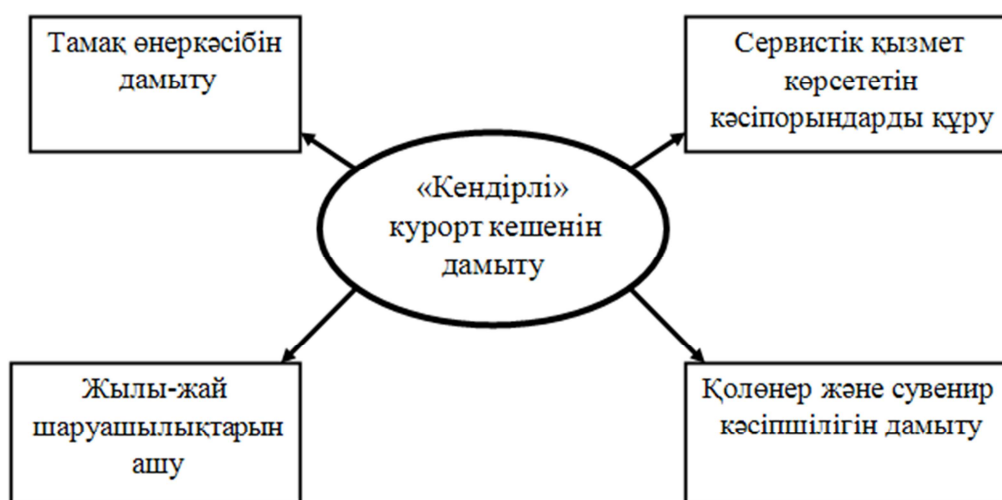 Тамақ өнеркәсібін
дамыту
Сервистік қызмет
көрсететін
кәсіпорындарды құру
«Кендірлі»
курорт кешенін
дамыту
Жылы-жай
шаруашылықтарын
ашу
Қолөнер және сувенир
кәсіпшілігін дамыту